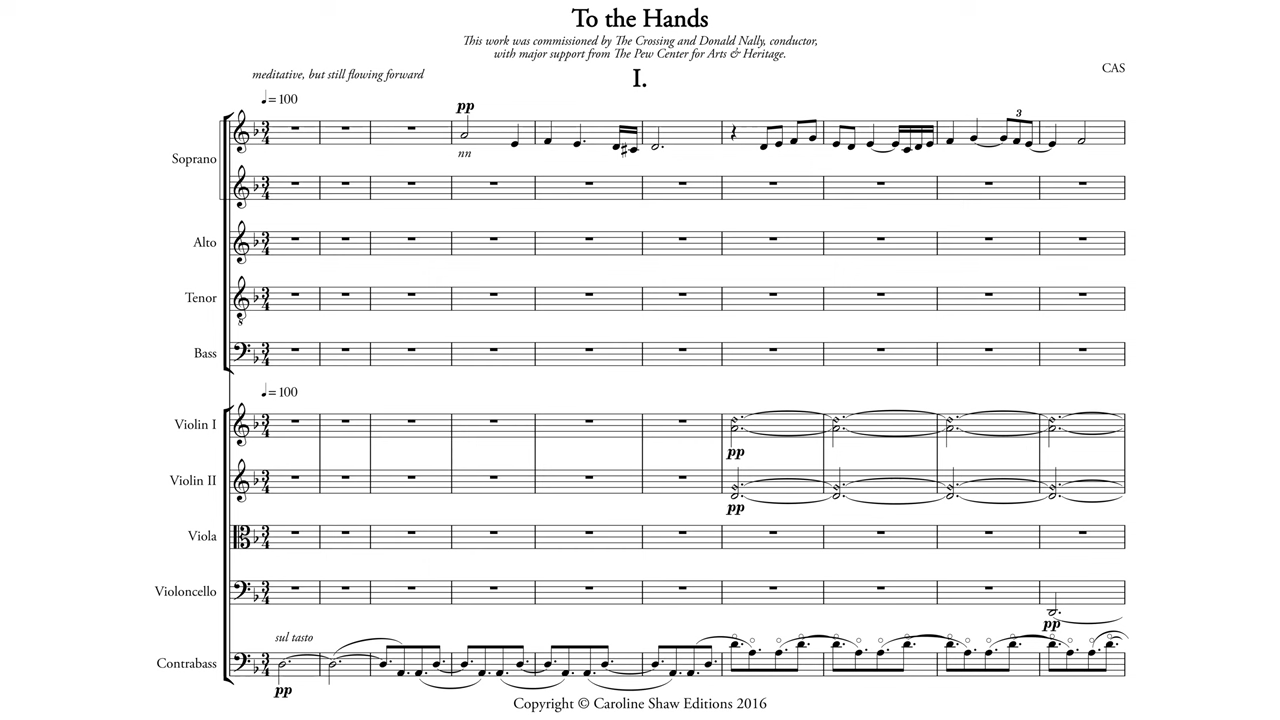 To the Hands
This work was commissioned by The Crossing and Donald Nally, conductor,
with major support from The Pew Center for Arts & Heritage.
CAS
I.
meditative, but still flowing forward
♩= 100
pp
nn
3
Soprano
Alto
Tenor
Bass
♩= 100
Violin I
pp
Violin II
pp
Viola
Violoncello
pp
sul tasto
Contrabass
pp
Copyright © Caroline Shaw Editions 2016